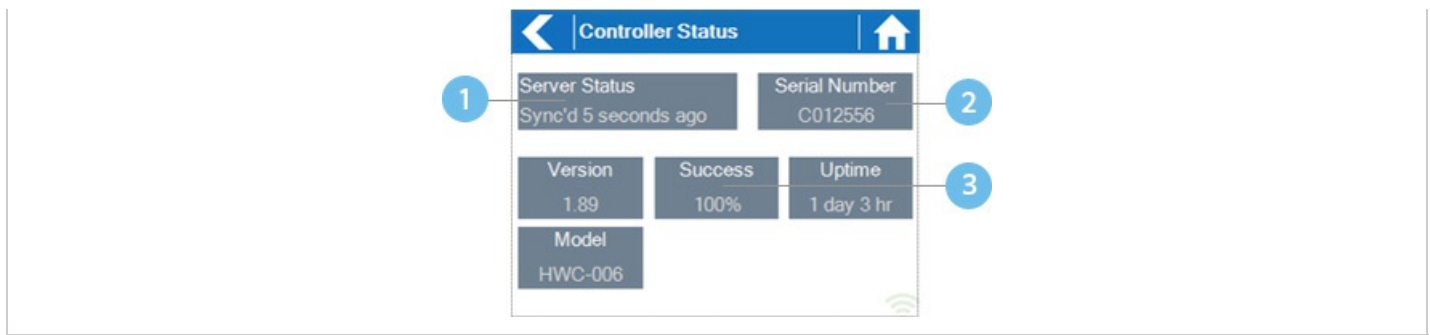 Controller Status
1
Server Status
Sync'd 5 seconds ago
Serial Number
C012556
2
Version
1.89
Success
100%
Uptime
1 day 3 hr
3
Model
HWC-006